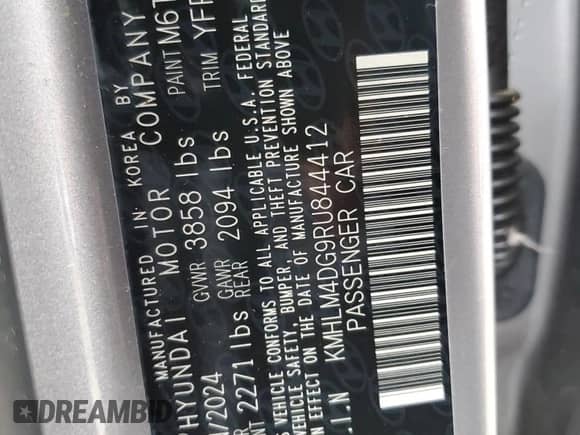 MANUFACTURED IN KOREA BY
HYUNDAI MOTOR COMPANY
/2024 GVWR 3858 lbs PAINT
2271 lbs GAWR REAR 2094 lbs TRIM
VEHICLE CONFORMS TO ALL APPLICABLE U.S.A. FEDERAL
VEHICLE SAFETY, BUMPER, AND THEFT PREVENTION STANDARD
IN EFFECT ON THE DATE OF MANUFACTURE SHOWN ABOVE
.I.N KMHLM4DG9RU844412
PASSENGER CAR
DREAMBID